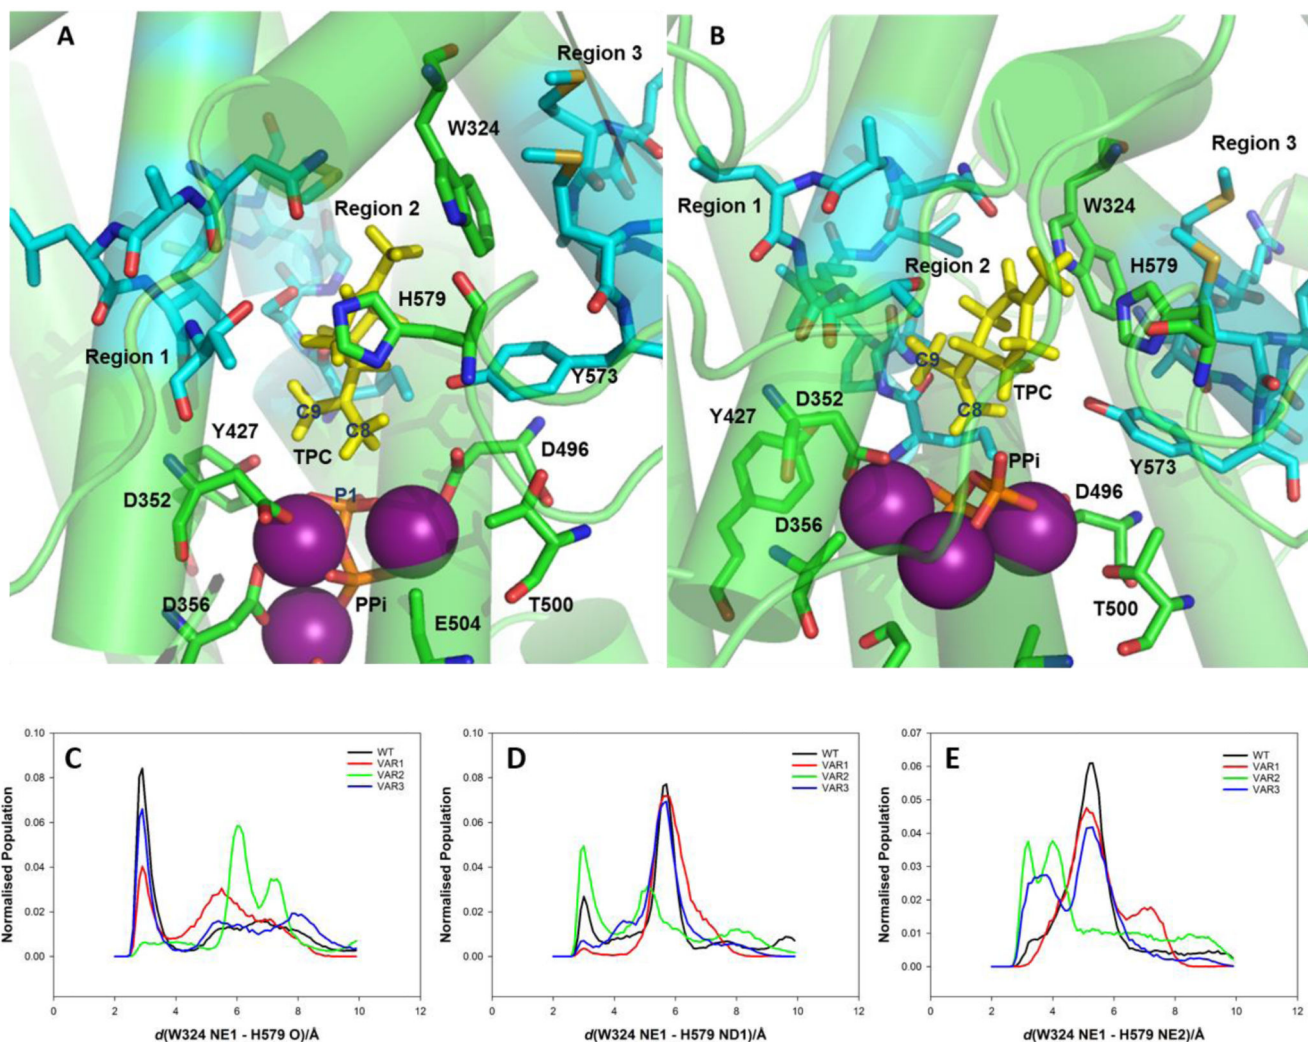 A
Region 3
W324
Region 2
H579
Region 1
Y573
C9
C8
Y427
TPC
D496
D352
P1
D356
PPi
T500
E504
B
Region 3
Region 1
W324
Region 2
H579
C9
D352
TPC
C8
Y427
PPi
Y573
D496
D356
T500
C
Normalised Population
0.10
0.08
0.06
0.04
0.02
0.00
WT
VAR1
VAR2
VAR3
0 2 4 6 8 10 12
d(W324 NE1 - H579 O)/Å
D
Normalised Population
0.10
0.08
0.06
0.04
0.02
0.00
WT
VAR1
VAR2
VAR3
0 2 4 6 8 10 12
d(W324 NE1 - H579 ND1)/Å
E
Normalised Population
0.07
0.06
0.05
0.04
0.03
0.02
0.01
0.00
WT
VAR1
VAR2
VAR3
0 2 4 6 8 10 12
d(W324 NE1 - H579 NE2)/Å